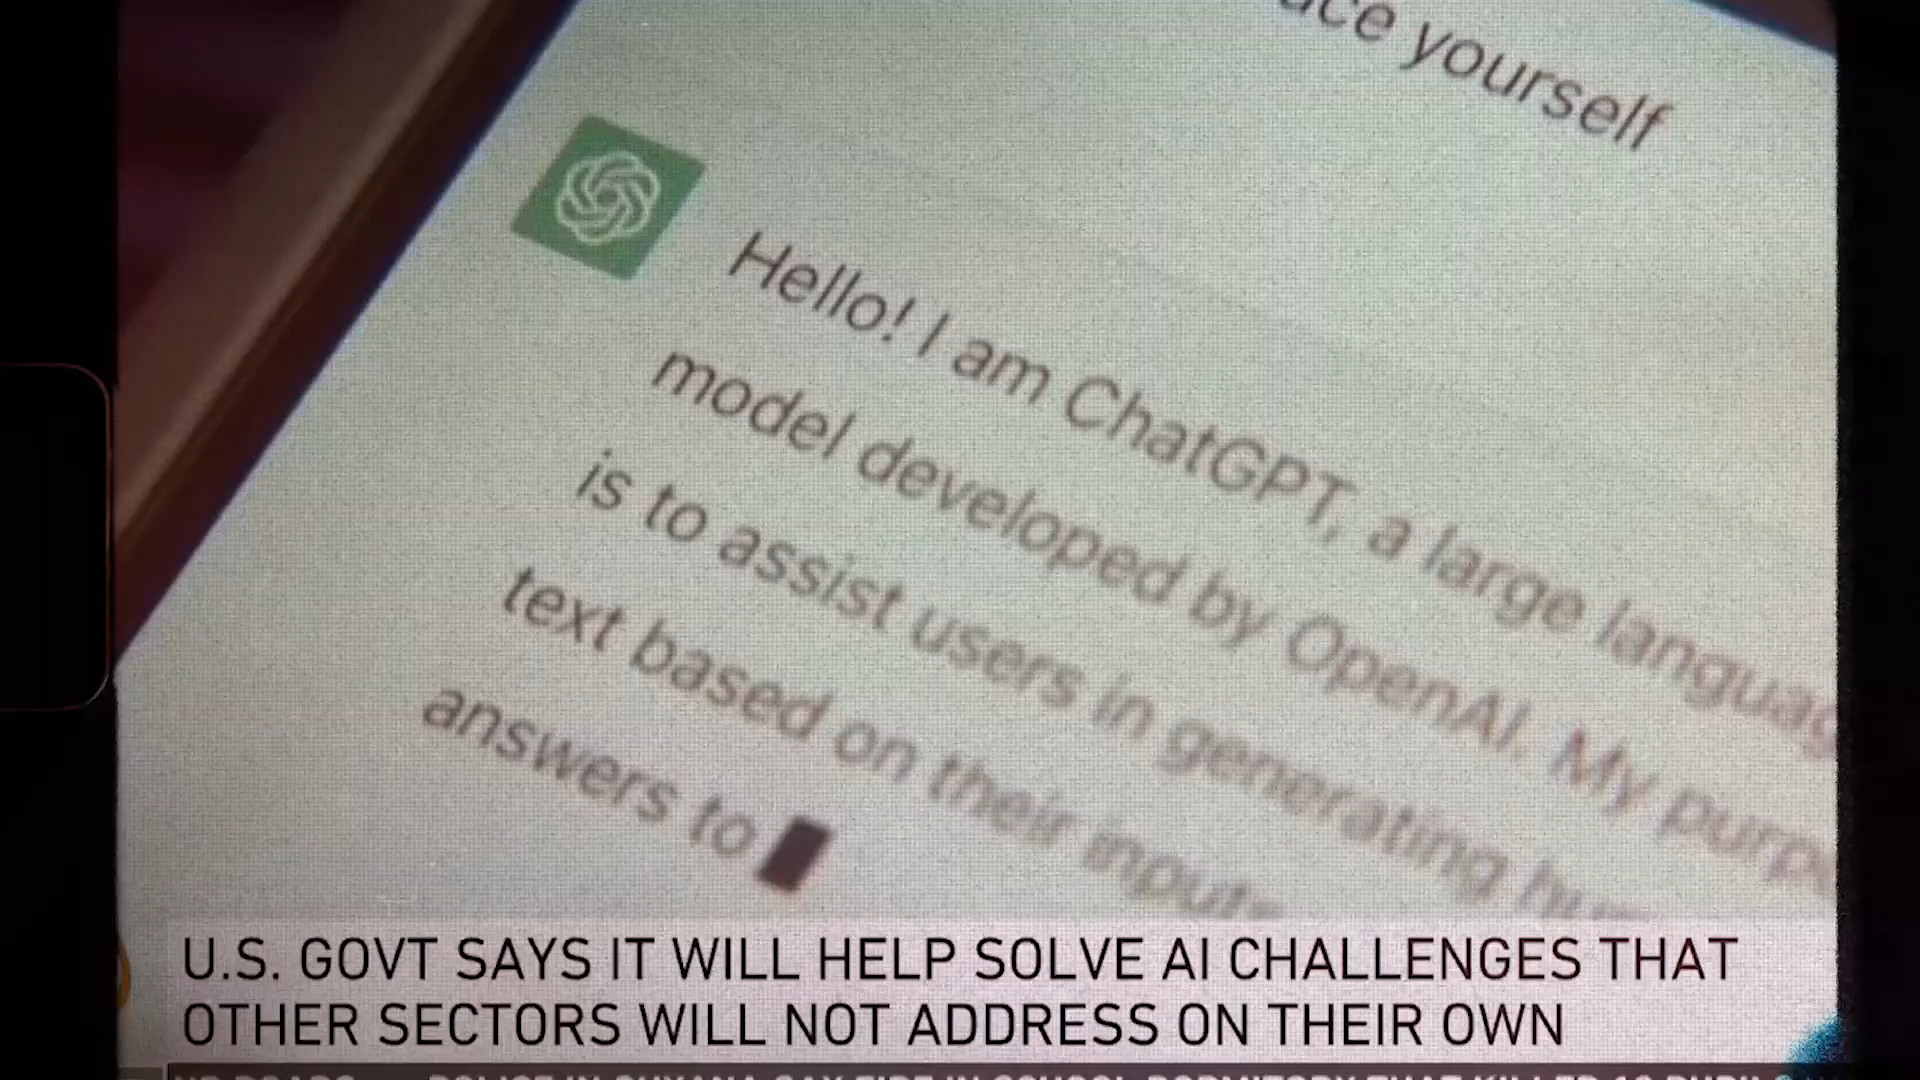 yourself
Hello! I am ChatGPT, a large
model developed by OpenAI. My
is to assist users in generating
text based on their inputs
answers to
U.S. GOVT SAYS IT WILL HELP SOLVE AI CHALLENGES THAT
OTHER SECTORS WILL NOT ADDRESS ON THEIR OWN